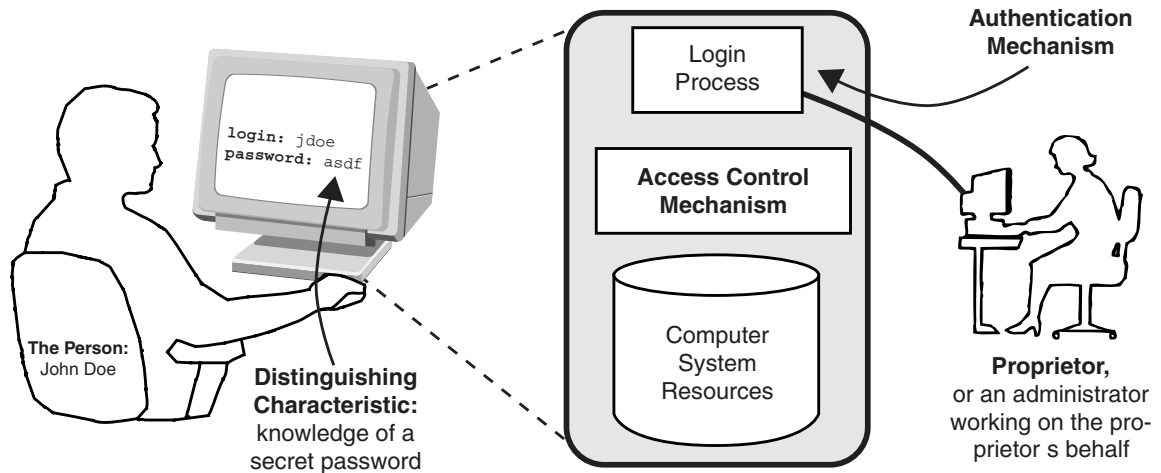 login: jdoe
password: asdf
The Person:
John Doe
Distinguishing
Characteristic:
knowledge of a
secret password
Login
Process
Access Control
Mechanism
Computer
System
Resources
Authentication
Mechanism
Proprietor,
or an administrator
working on the pro-
prietor s behalf